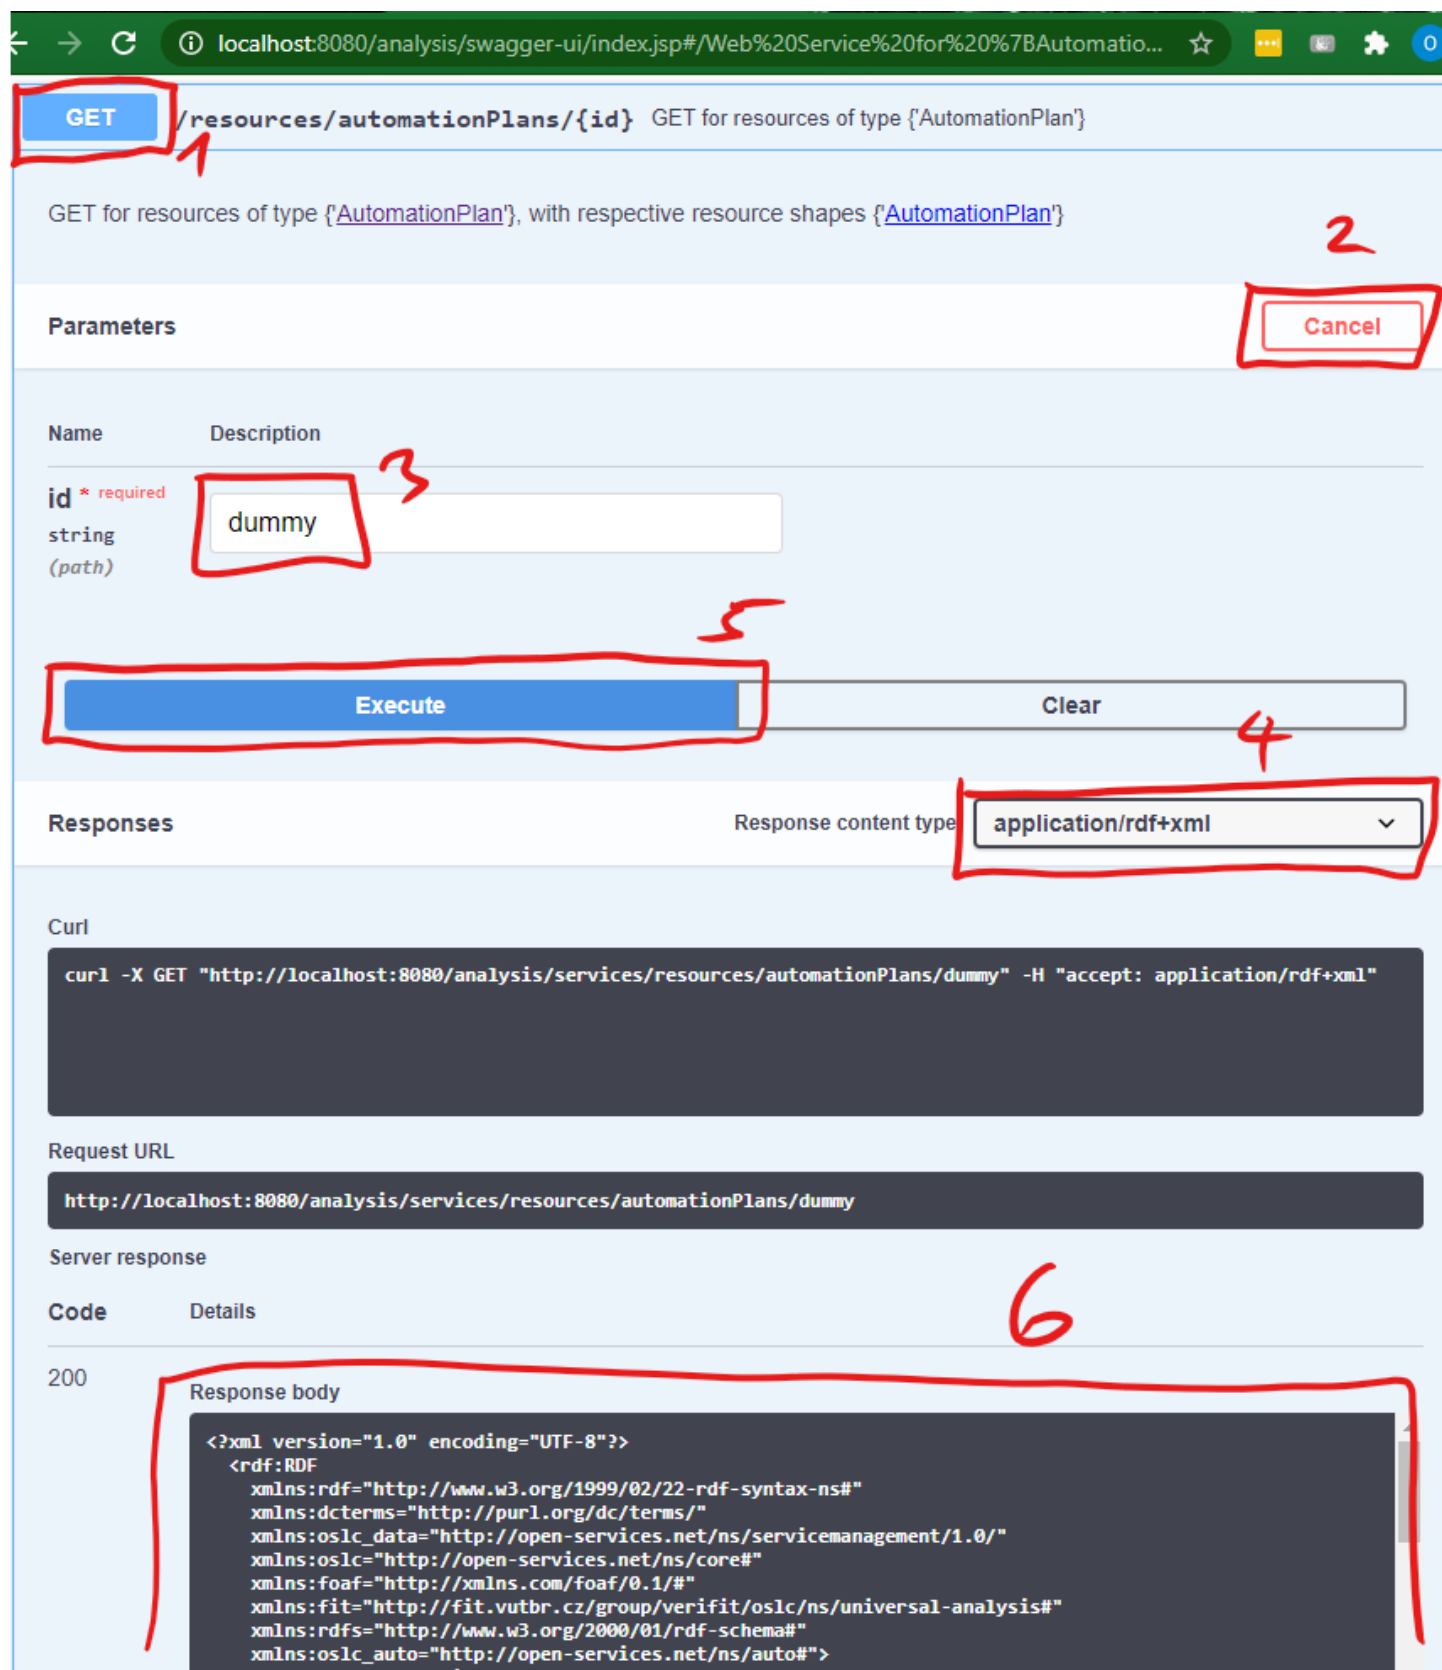 localhost:8080/analysis/swagger-ui/index.jsp#/Web%20Service%20for%20%7BAutomatio...
GET /resources/automationPlans/{id} GET for resources of type {'AutomationPlan'}
1
GET for resources of type {'AutomationPlan'}, with respective resource shapes {'AutomationPlan'}
2
Parameters Cancel
Name Description
3
id * required
string
(path)
dummy
5
Execute Clear
4
Responses Response content type application/rdf+xml
Curl
curl -X GET "http://localhost:8080/analysis/services/resources/automationPlans/dummy" -H "accept: application/rdf+xml"
Request URL
http://localhost:8080/analysis/services/resources/automationPlans/dummy
Server response
6
Code Details
200
Response body
<?xml version="1.0" encoding="UTF-8"?>
<rdf:RDF
xmlns:rdf="http://www.w3.org/1999/02/22-rdf-syntax-ns#"
xmlns:dcterms="http://purl.org/dc/terms/"
xmlns:oslc_data="http://open-services.net/ns/servicemanagement/1.0/"
xmlns:oslc="http://open-services.net/ns/core#"
xmlns:foaf="http://xmlns.com/foaf/0.1/#"
xmlns:fit="http://fit.vutbr.cz/group/verifit/oslc/ns/universal-analysis#"
xmlns:rdfs="http://www.w3.org/2000/01/rdf-schema#"
xmlns:oslc_auto="http://open-services.net/ns/auto#">